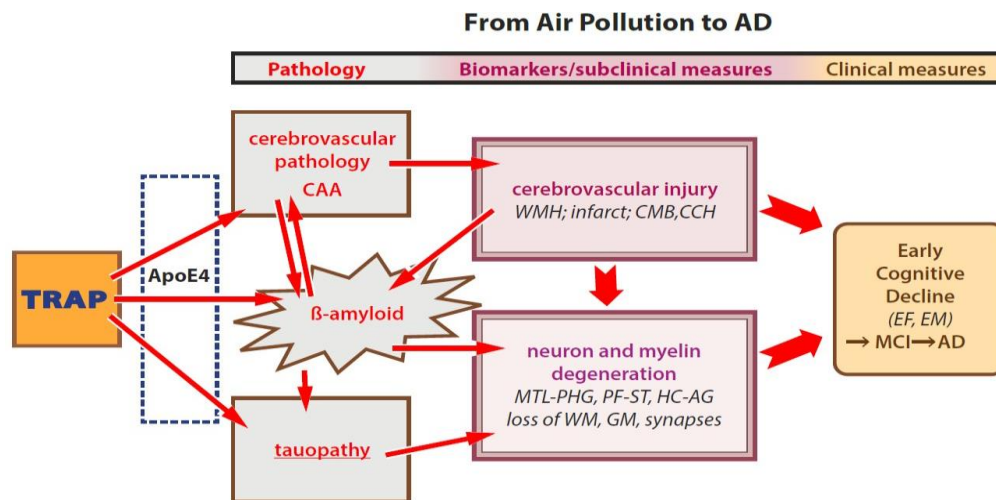 From Air Pollution to AD
Pathology
Biomarkers/subclinical measures
Clinical measures
cerebrovascular
pathology
CAA
cerebrovascular injury
WMH; infarct; CMB,CCH
ApoE4
TRAP
ß-amyloid
Early
Cognitive
Decline
(EF, EM)
→ MCI→AD
neuron and myelin
degeneration
MTL-PHG, PF-ST, HC-AG
loss of WM, GM, synapses
tauopathy